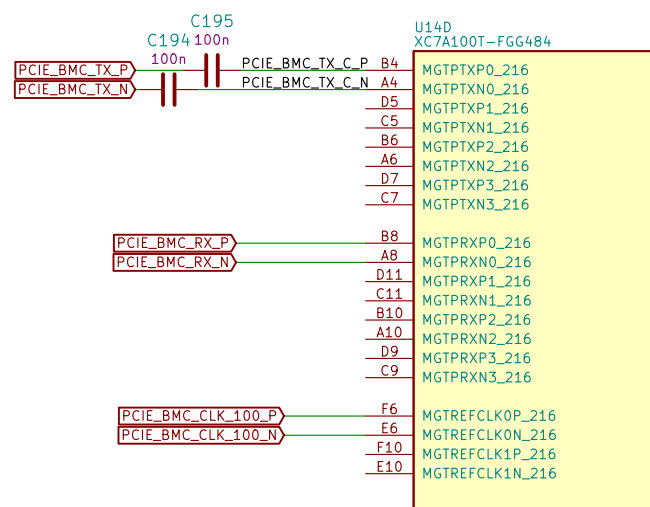 C195
100n
C194
100n
U14D
XC7A100T-FGG484
PCIE_BMC_TX_P PCIE_BMC_TX_C_P B4 MGTPTXP0_216
PCIE_BMC_TX_N PCIE_BMC_TX_C_N A4 MGTPTXN0_216
D5 MGTPTXP1_216
C5 MGTPTXN1_216
B6 MGTPTXP2_216
A6 MGTPTXN2_216
D7 MGTPTXP3_216
C7 MGTPTXN3_216
PCIE_BMC_RX_P B8 MGTPRXP0_216
PCIE_BMC_RX_N A8 MGTPRXN0_216
D11 MGTPRXP1_216
C11 MGTPRXN1_216
B10 MGTPRXP2_216
A10 MGTPRXN2_216
D9 MGTPRXP3_216
C9 MGTPRXN3_216
PCIE_BMC_CLK_100_P F6 MGTREFCLK0P_216
PCIE_BMC_CLK_100_N E6 MGTREFCLK0N_216
F10 MGTREFCLK1P_216
E10 MGTREFCLK1N_216